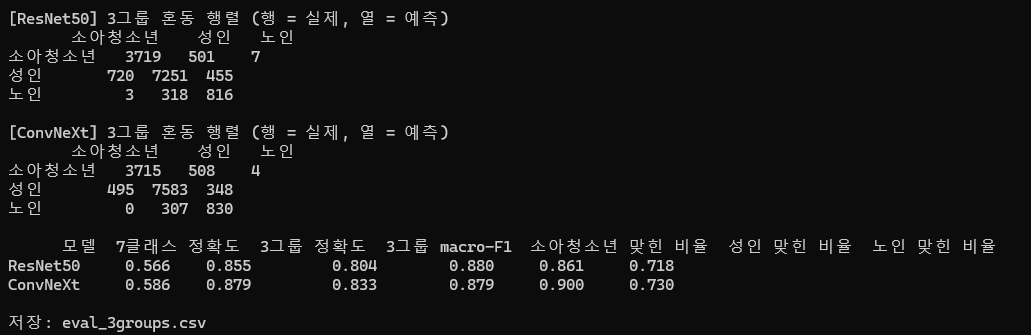 [ResNet50] 3그룹 혼동 행렬 (행 = 실제, 열 = 예측)
소아청소년 성인 노인
소아청소년 3719 501 7
성인 720 7251 455
노인 3 318 816
[ConvNeXt] 3그룹 혼동 행렬 (행 = 실제, 열 = 예측)
소아청소년 성인 노인
소아청소년 3715 508 4
성인 495 7583 348
노인 0 307 830
모델 7클래스 정확도 3그룹 정확도 3그룹 macro-F1 소아청소년 맞힌 비율 성인 맞힌 비율 노인 맞힌 비율
ResNet50 0.566 0.855 0.804 0.880 0.861 0.718
ConvNeXt 0.586 0.879 0.833 0.879 0.900 0.730
저장: eval_3groups.csv